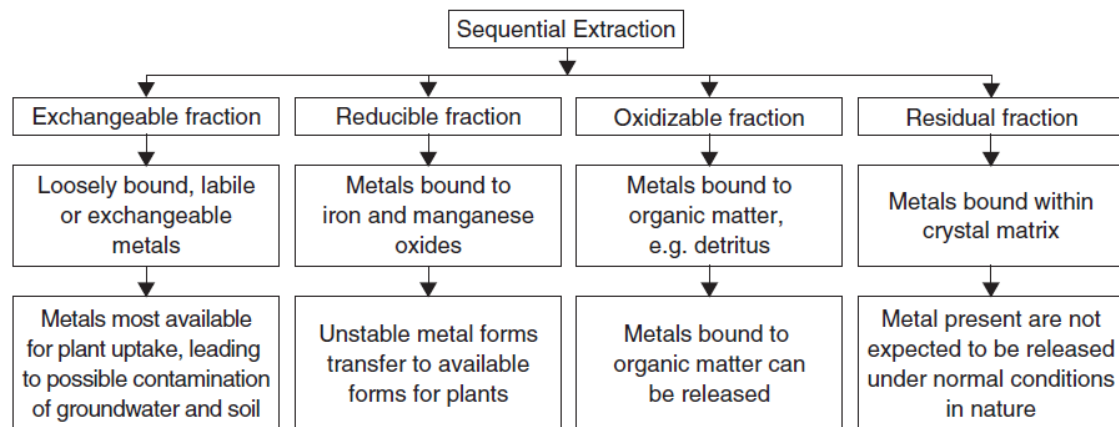 Sequential Extraction
Exchangeable fraction
Reducible fraction
Oxidizable fraction
Residual fraction
Loosely bound, labile
or exchangeable
metals
Metals bound to
iron and manganese
oxides
Metals bound to
organic matter,
e.g. detritus
Metals bound within
crystal matrix
Metals most available
for plant uptake, leading
to possible contamination
of groundwater and soil
Unstable metal forms
transfer to available
forms for plants
Metals bound to
organic matter can
be released
Metal present are not
expected to be released
under normal conditions
in nature